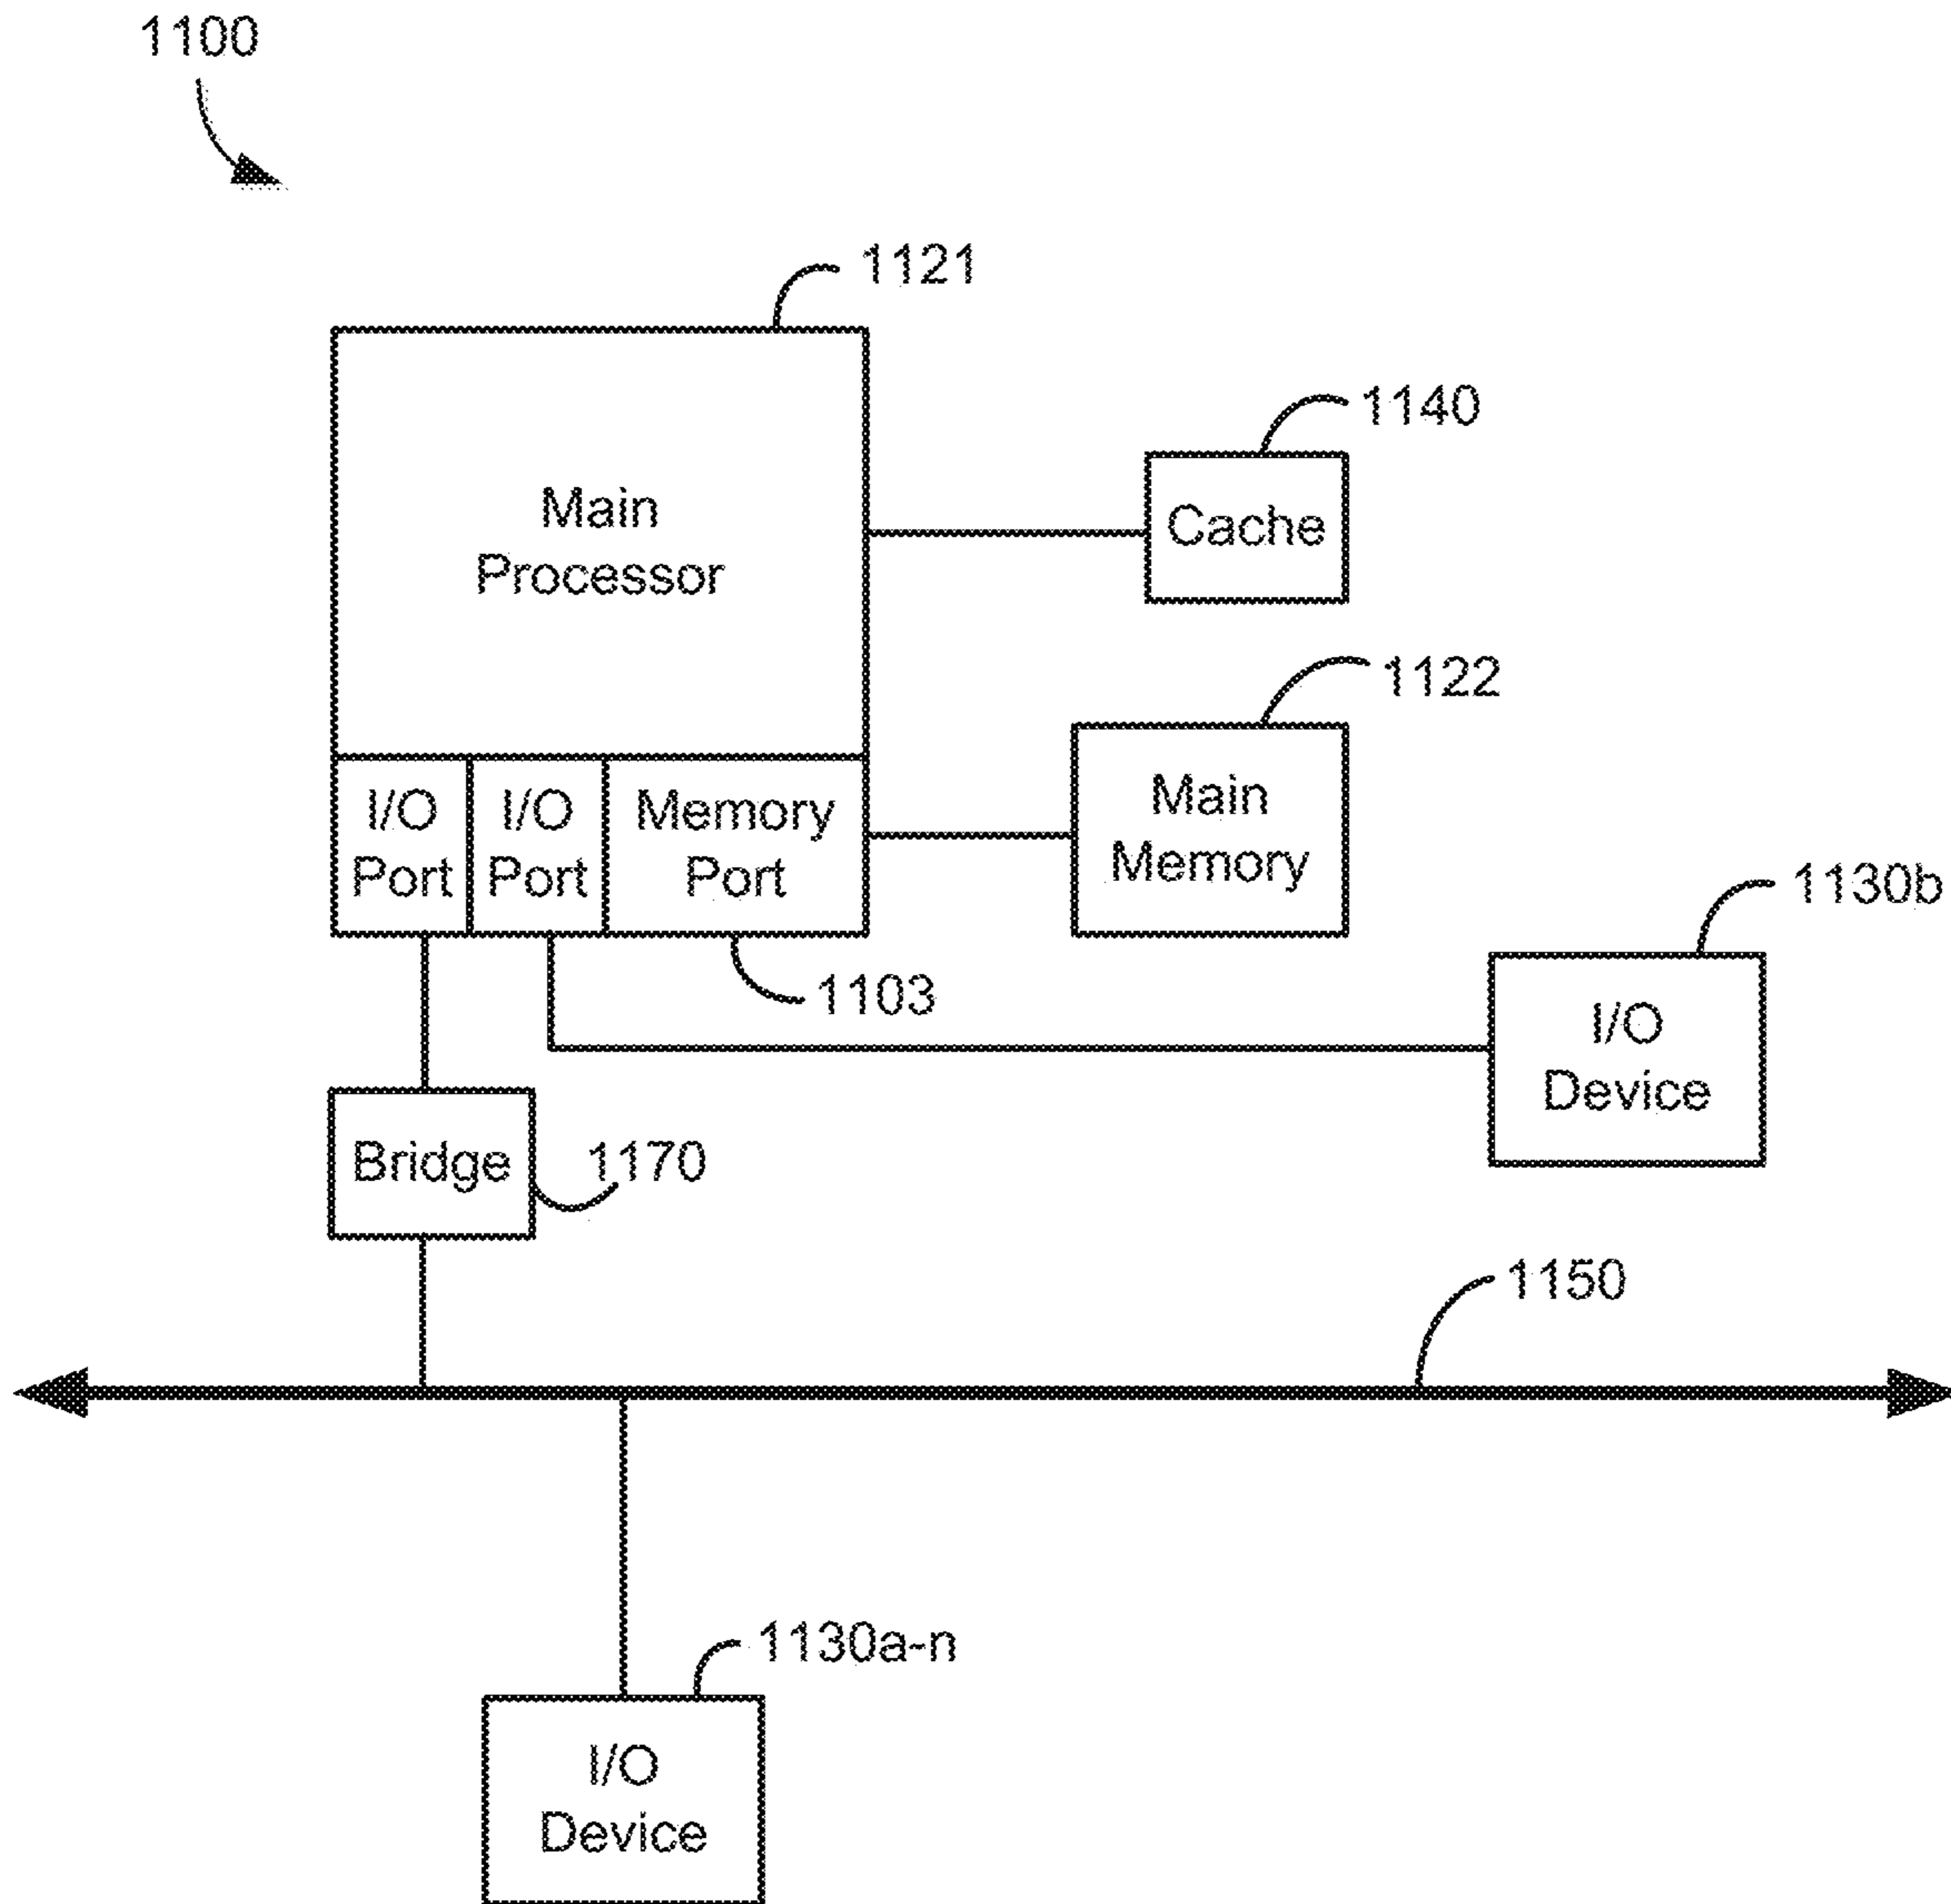 1100
1121
1140
Main
Processor
Cache
1122
I/O
Port
I/O
Port
Memory
Port
Main
Memory
1130b
1103
I/O
Device
Bridge
1170
1150
1130a-n
I/O
Device